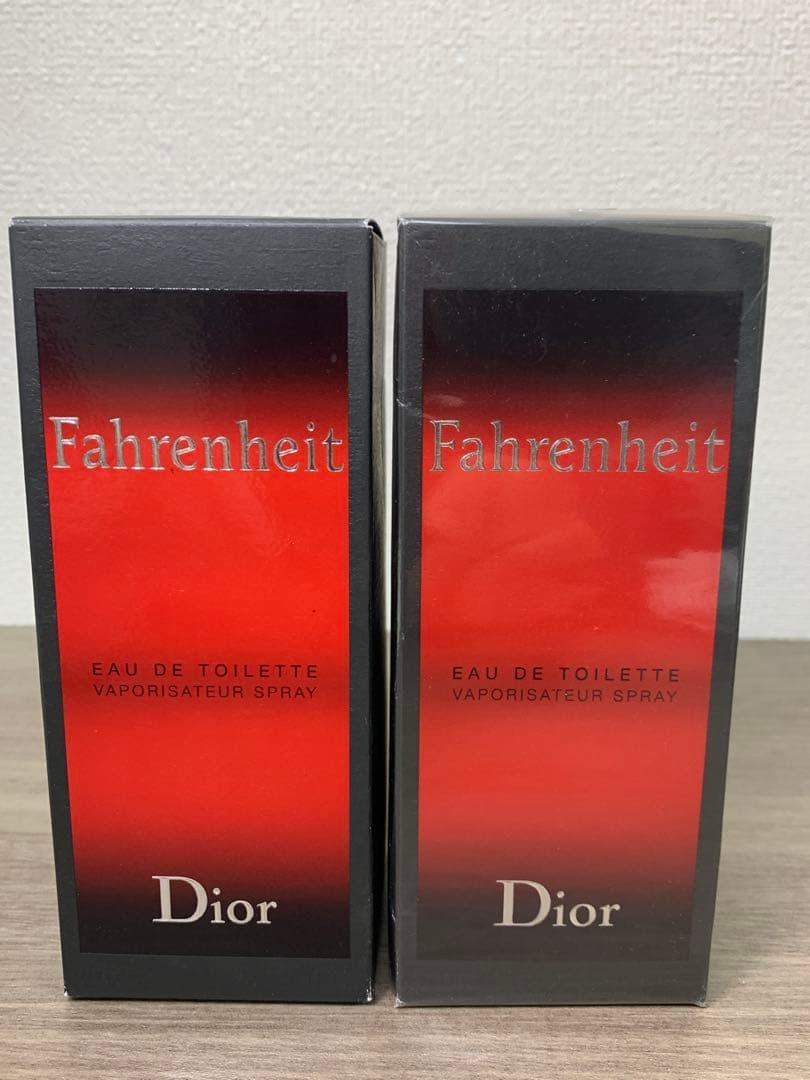 Fahrenheit
EAU DE TOILETTE
VAPORISATEUR SPRAY
Dior
Fahrenheit
EAU DE TOILETTE
VAPORISATEUR SPRAY
Dior